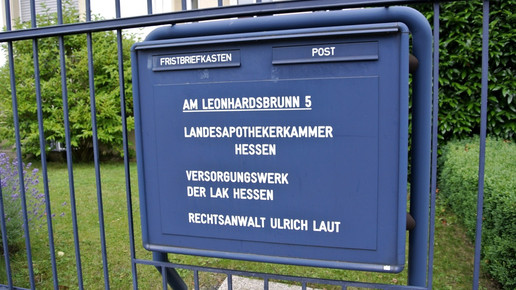 FRISTBRIEFKASTEN
POST
AM LEONHARDSBRUNN 5
LANDESAPOTHEKERKAMMER
HESSEN
VERSORGUNGSWERK
DER LAK HESSEN
RECHTSANWALT ULRICH LAUT